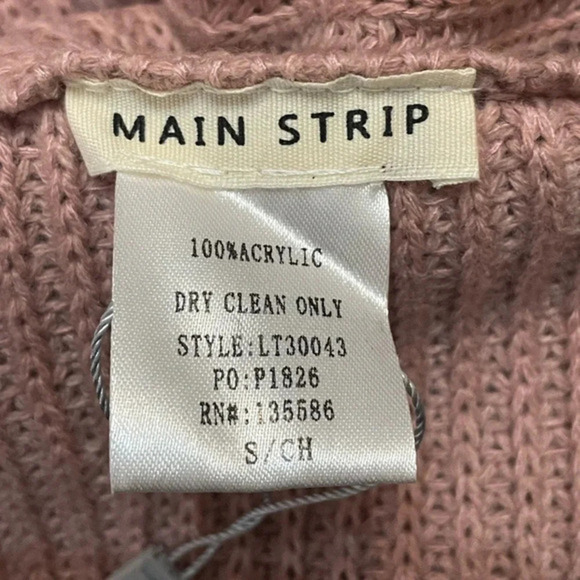 MAIN STRIP
100%ACRYLIC
DRY CLEAN ONLY
STYLE:LT30043
PO:P1826
RN#:135586
S/CH